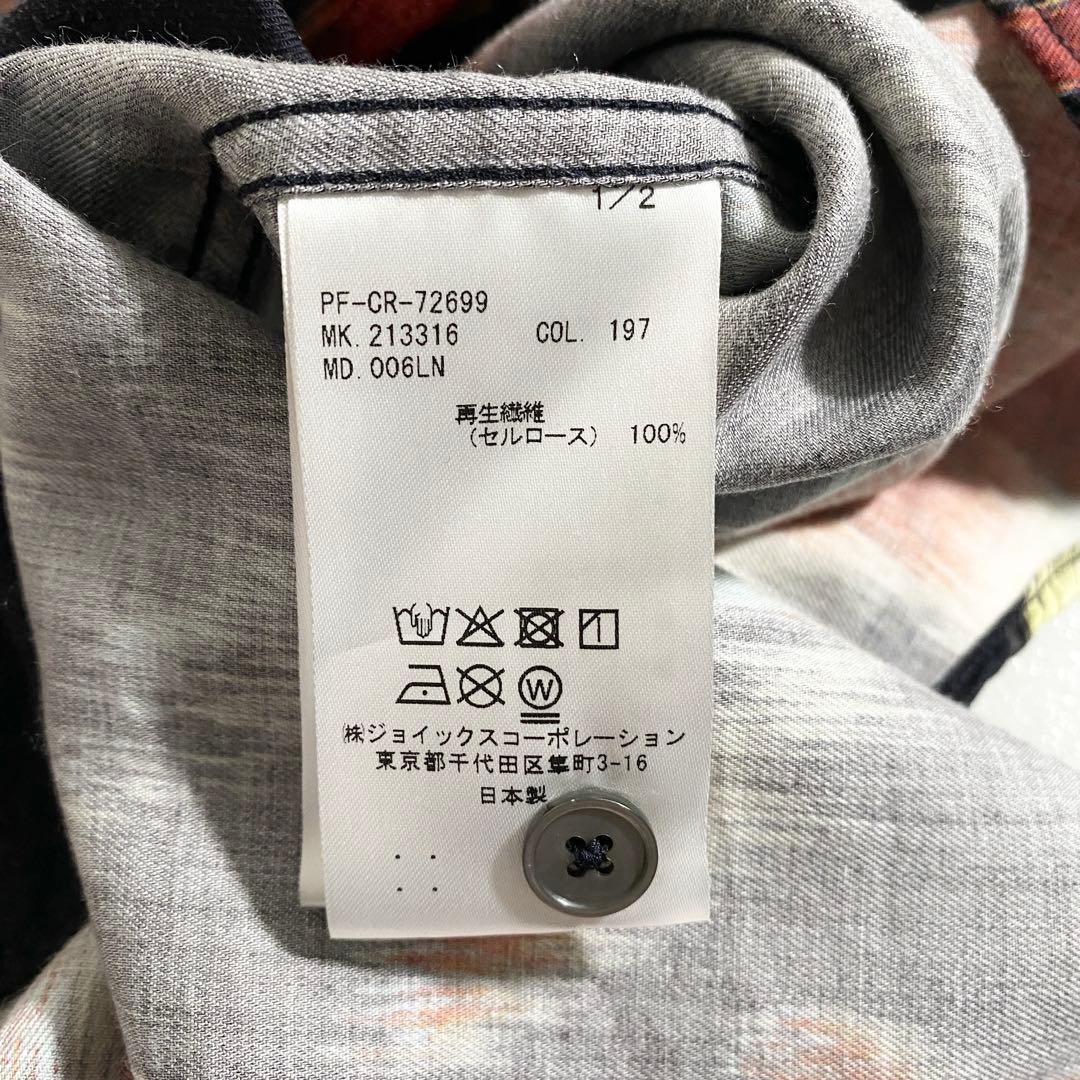 1/2
PF-CR-72699
MK. 213316 COL. 197
MD. 006LN
再生繊維
(セルロース) 100%
W
㈱ジョイックスコーポレーション
東京都千代田区隼町3-16
日本製